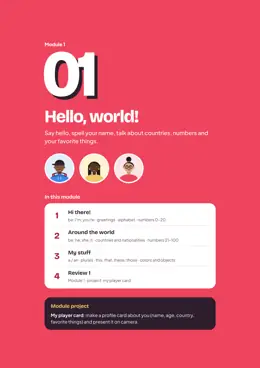 Module 1
01
Hello, world!
Say hello, spell your name, talk about countries, numbers and
your favorite things.
In this module
1 Hi there!
be: I'm, you're · greetings · alphabet · numbers 0–20
2 Around the world
be: he, she, it · countries and nationalities · numbers 21–100
3 My stuff
a / an · plurals · this, that, these, those · colors and objects
4 Review 1
Module 1 project: my player card
Module project
My player card: make a profile card about you (name, age, country,
favorite things) and present it on camera.